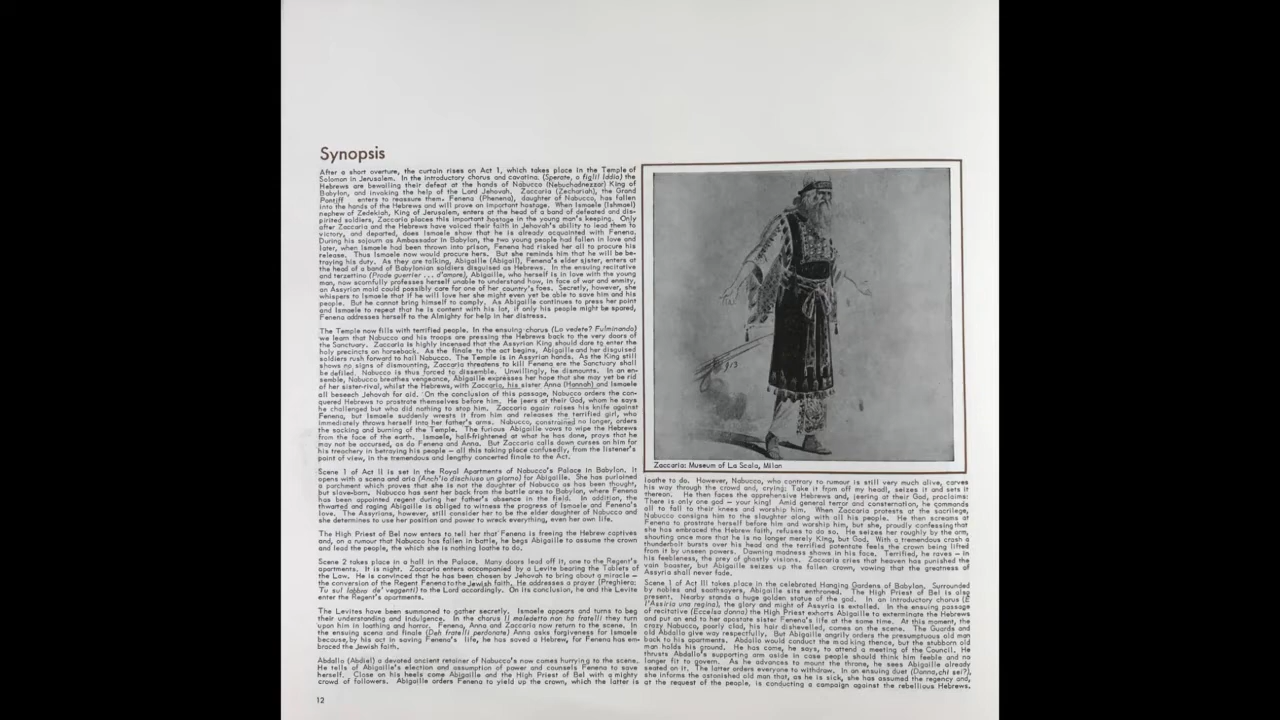 Synopsis
After a short overture, the curtain rises on Act 1, which takes place in the Temple of
Solomon in Jerusalem. In the introductory chorus and cavatina (Sperate, o figli! Iddio) the
Hebrews are bewailing their defeat at the hands of Nabucco (Nebuchadnezzar) King of
Babylon, and invoking the help of the Lord Jehovah. Zaccaria (Zechariah), the Grand
Pontiff enters to reassure them. Fenena (Phenena), daughter of Nabucco, has fallen
into the hands of the Hebrews and will prove an important hostage. When Ismaele (Ishmael)
nephew of Zedekiah, King of Jerusalem, enters at the head of a band of defeated and dis-
pirited soldiers, Zaccaria places this important hostage in the young man's keeping. Only
after Zaccaria and the Hebrews have voiced their faith in Jehovah's ability to lead them to
victory, and departed, does Ismaele show that he is already acquainted with Fenena.
During his sojourn as Ambassador in Babylon, the two young people had fallen in love and
later, when Ismaele had been thrown into prison, Fenena had risked her all to procure his
release. Thus Ismaele now would procure hers. But she reminds him that he will be be-
traying his duty. As they are talking, Abigaille (Abigail), Fenena's elder sister, enters at
the head of a band of Babylonian soldiers disguised as Hebrews. In the ensuing recitative
and terzettino (Prode guerrier ... d'amore), Abigaille, who herself is in love with the young
man, now scornfully professes herself unable to understand how, in face of war and enmity,
an Assyrian maid could possibly care for one of her country's foes. Secretly, however, she
whispers to Ismaele that if he will love her she might even yet be able to save him and his
people. But he cannot bring himself to comply. As Abigaille continues to press her point
and Ismaele to repeat that he is content with his lot, if only his people might be spared,
Fenena addresses herself to the Almighty for help in her distress.
The Temple now fills with terrified people. In the ensuing chorus (Lo vedete? Fulminando)
we learn that Nabucco and his troops are pressing the Hebrews back to the very doors of
the Sanctuary. Zaccaria is highly incensed that the Assyrian King should dare to enter the
holy precincts on horseback. As the finale to the act begins, Abigaille and her disguised
soldiers rush forward to hail Nabucco. The Temple is in Assyrian hands. As the King still
shows no signs of dismounting, Zaccaria threatens to kill Fenena ere the Sanctuary shall
be defiled. Nabucco is thus forced to dissemble. Unwillingly, he dismounts. In an en-
semble, Nabucco breathes vengeance, Abigaille expresses her hope that she may yet be rid
of her sister-rival, whilst the Hebrews, with Zaccaria, his sister Anna (Hannah) and Ismaele
all beseech Jehovah for aid. On the conclusion of this passage, Nabucco orders the con-
quered Hebrews to prostrate themselves before him. He jeers at their God, whom he says
he challenged but who did nothing to stop him. Zaccaria again raises his knife against
Fenena, but Ismaele suddenly wrests it from him and releases the terrified girl, who
immediately throws herself into her father's arms. Nabucco, constrained no longer, orders
the sacking and burning of the Temple. The furious Abigaille vows to wipe the Hebrews
from the face of the earth. Ismaele, half-frightened at what he has done, prays that he
may not be accursed, as do Fenena and Anna. But Zaccaria calls down curses on him for
his treachery in betraying his people – all this taking place confusedly, from the listener's
point of view, in the tremendous and lengthy concerted finale to the Act.
Scene 1 of Act II is set in the Royal Apartments of Nabucco's Palace in Babylon. It
opens with a scena and aria (Anch'io dischiuso un giorno) for Abigaille. She has purloined
a parchment which proves that she is not the daughter of Nabucco as has been thought,
but slave-born. Nabucco has sent her back from the battle area to Babylon, where Fenena
has been appointed regent during her father's absence in the field. In addition, the
thwarted and raging Abigaille is obliged to witness the progress of Ismaele and Fenena's
love. The Assyrians, however, still consider her to be the elder daughter of Nabucco and
she determines to use her position and power to wreck everything, even her own life.
The High Priest of Bel now enters to tell her that Fenena is freeing the Hebrew captives
and, on a rumour that Nabucco has fallen in battle, he begs Abigaille to assume the crown
and lead the people, the which she is nothing loathe to do.
Scene 2 takes place in a hall in the Palace. Many doors lead off it, one to the Regent's
apartments. It is night. Zaccaria enters accompanied by a Levite bearing the Tablets of
the Law. He is convinced that he has been chosen by Jehovah to bring about a miracle –
the conversion of the Regent Fenena to the Jewish faith. He addresses a prayer (Preghiera:
Tu sul labbro de' veggenti) to the Lord accordingly. On its conclusion, he and the Levite
enter the Regent's apartments.
The Levites have been summoned to gather secretly. Ismaele appears and turns to beg
their understanding and indulgence. In the chorus Il maledetto non ha fratelli they turn
upon him in loathing and horror. Fenena, Anna and Zaccaria now return to the scene. In
the ensuing scena and finale (Deh fratelli perdonate) Anna asks forgiveness for Ismaele
because, by his act in saving Fenena's life, he has saved a Hebrew, for Fenena has em-
braced the Jewish faith.
Abdallo (Abdiel) a devoted ancient retainer of Nabucco's now comes hurrying to the scene.
He tells of Abigaille's election and assumption of power and counsels Fenena to save
herself. Close on his heels come Abigaille and the High Priest of Bel with a mighty
crowd of followers. Abigaille orders Fenena to yield up the crown, which the latter is
12
1913
Zaccaria: Museum of La Scala, Milan
loathe to do. However, Nabucco, who contrary to rumour is still very much alive, carves
his way through the crowd and, crying: Take it from off my head!, seizes it and sets it
thereon. He then faces the apprehensive Hebrews and, jeering at their God, proclaims:
There is only one god – your king! Amid general terror and consternation, he commands
all to fall to their knees and worship him. When Zaccaria protests at the sacrilege,
Nabucco consigns him to the slaughter along with all his people. He then screams at
Fenena to prostrate herself before him and worship him, but she, proudly confessing that
she has embraced the Hebrew faith, refuses to do so. He seizes her roughly by the arm,
shouting once more that he is no longer merely King, but God. With a tremendous crash a
thunderbolt bursts over his head and the terrified potentate feels the crown being lifted
from it by unseen powers. Dawning madness shows in his face. Terrified, he raves – in
his feebleness, the prey of ghostly visions. Zaccaria cries that heaven has punished the
vain boaster, but Abigaille seizes up the fallen crown, vowing that the greatness of
Assyria shall never fade.
Scene 1 of Act III takes place in the celebrated Hanging Gardens of Babylon. Surrounded
by nobles and soothsayers, Abigaille sits enthroned. The High Priest of Bel is also
present. Nearby stands a huge golden statue of the god. In an introductory chorus (E
l'Assiria una regina), the glory and might of Assyria is extolled. In the ensuing passage
of recitative (Eccelsa donna) the High Priest exhorts Abigaille to exterminate the Hebrews
and put an end to her apostate sister Fenena's life at the same time. At this moment, the
crazy Nabucco, poorly clad, his hair dishevelled, comes on the scene. The Guards and
old Abdallo give way respectfully. But Abigaille angrily orders the presumptuous old man
back to his apartments. Abdallo would conduct the mad king thence, but the stubborn old
man holds his ground. He has come, he says, to attend a meeting of the Council. He
thrusts Abdallo's supporting arm aside in case people should think him feeble and no
longer fit to govern. As he advances to mount the throne, he sees Abigaille already
seated on it. The latter orders everyone to withdraw. In an ensuing duet (Donna, chi sei?),
she informs the astonished old man that, as he is sick, she has assumed the regency and,
at the request of the people, is conducting a campaign against the rebellious Hebrews.